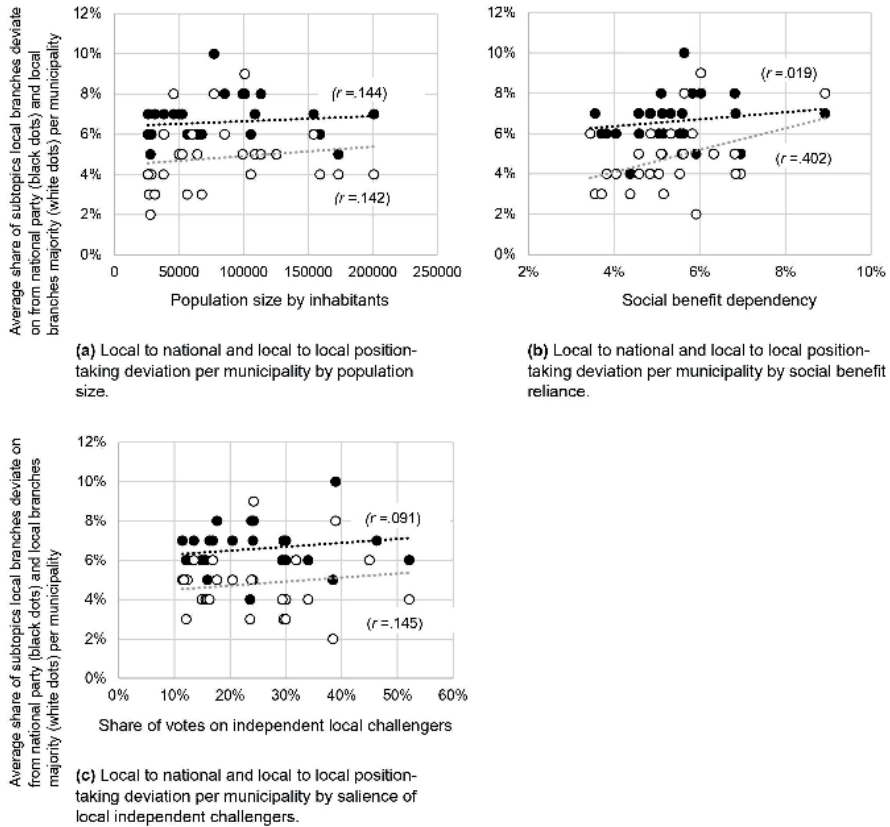 Average share of subtopics local branches deviate
on from national party (black dots) and local
branches majority (white dots) per municipality
12%
10%
8%
6%
4%
2%
0%
(r =.144)
(r =.142)
0
50000
100000
150000
200000
250000
Population size by inhabitants
(a) Local to national and local to local position-
taking deviation per municipality by population
size.
12%
10%
8%
6%
4%
2%
0%
(r =.019)
(r =.402)
2%
4%
6%
8%
10%
Social benefit dependency
(b) Local to national and local to local position-
taking deviation per municipality by social benefit
reliance.
Average share of subtopics local branches deviate on
from national party (black dots) and local branches
majority (white dots) per municipality
12%
10%
8%
6%
4%
2%
0%
(r =.091)
(r =.145)
0%
10%
20%
30%
40%
50%
60%
Share of votes on independent local challengers
(c) Local to national and local to local position-
taking deviation per municipality by salience of
local independent challengers.